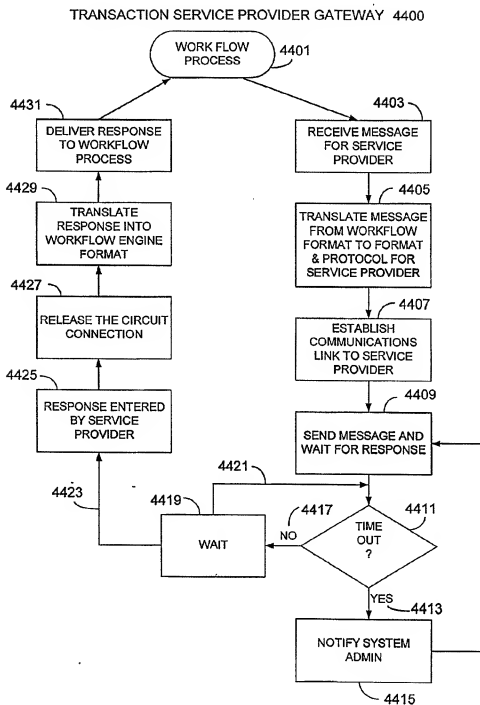 TRANSACTION SERVICE PROVIDER GATEWAY 4400
WORK FLOW
PROCESS
4401
4431
DELIVER RESPONSE
TO WORKFLOW
PROCESS
4403
RECEIVE MESSAGE
FOR SERVICE
PROVIDER
4429
TRANSLATE
RESPONSE INTO
WORKFLOW ENGINE
FORMAT
4405
TRANSLATE MESSAGE
FROM WORKFLOW
FORMAT TO FORMAT
& PROTOCOL FOR
SERVICE PROVIDER
4427
RELEASE THE CIRCUIT
CONNECTION
4407
ESTABLISH
COMMUNICATIONS
LINK TO SERVICE
PROVIDER
4425
RESPONSE ENTERED
BY SERVICE
PROVIDER
4409
SEND MESSAGE AND
WAIT FOR RESPONSE
4421
4423
4419
WAIT
4417
NO
4411
TIME
OUT
?
YES
4413
NOTIFY SYSTEM
ADMIN
4415